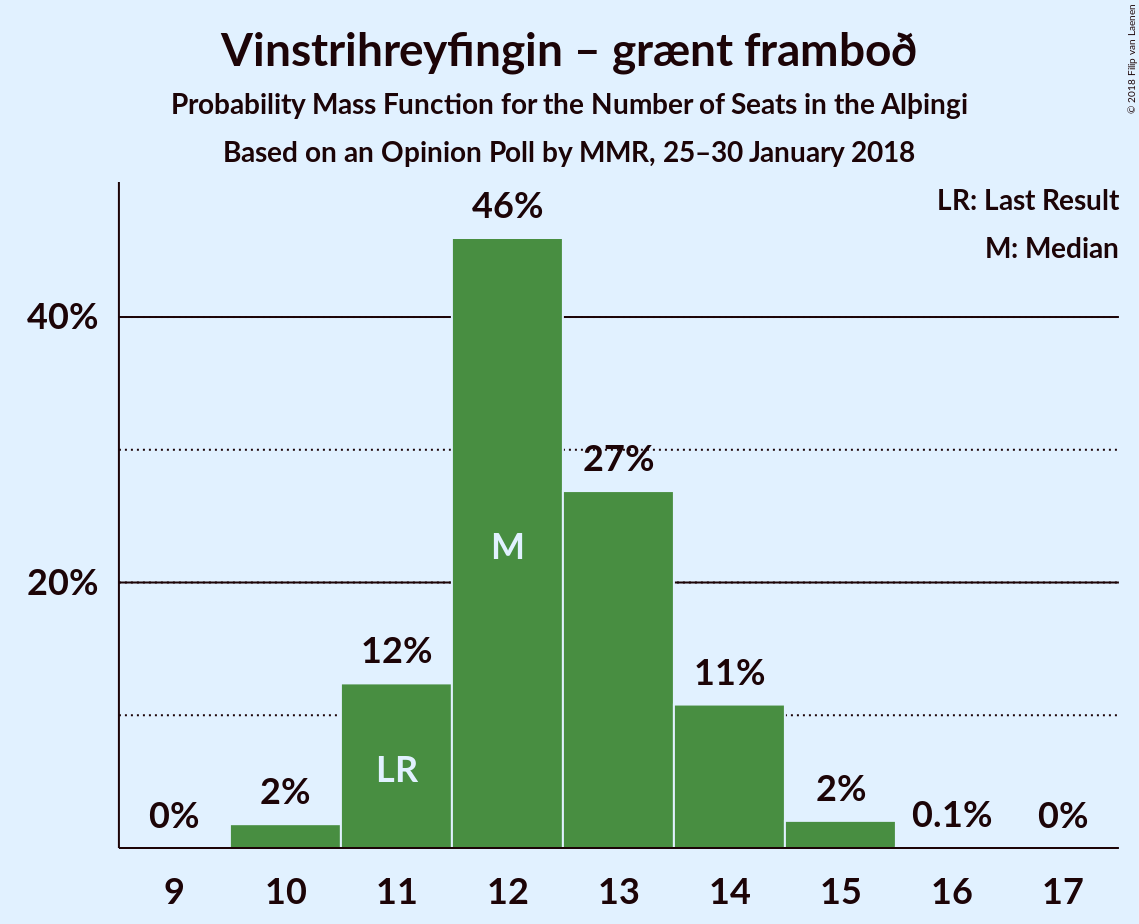 Vinstrihreyfingin – grænt framboð
Probability Mass Function for the Number of Seats in the Alþingi
Based on an Opinion Poll by MMR, 25–30 January 2018
© 2018 Filip van Laenen
LR: Last Result
M: Median
46%
40%
27%
M
20%
12%
11%
LR
2%
2%
0%
0.1%
0%
9 10 11 12 13 14 15 16 17